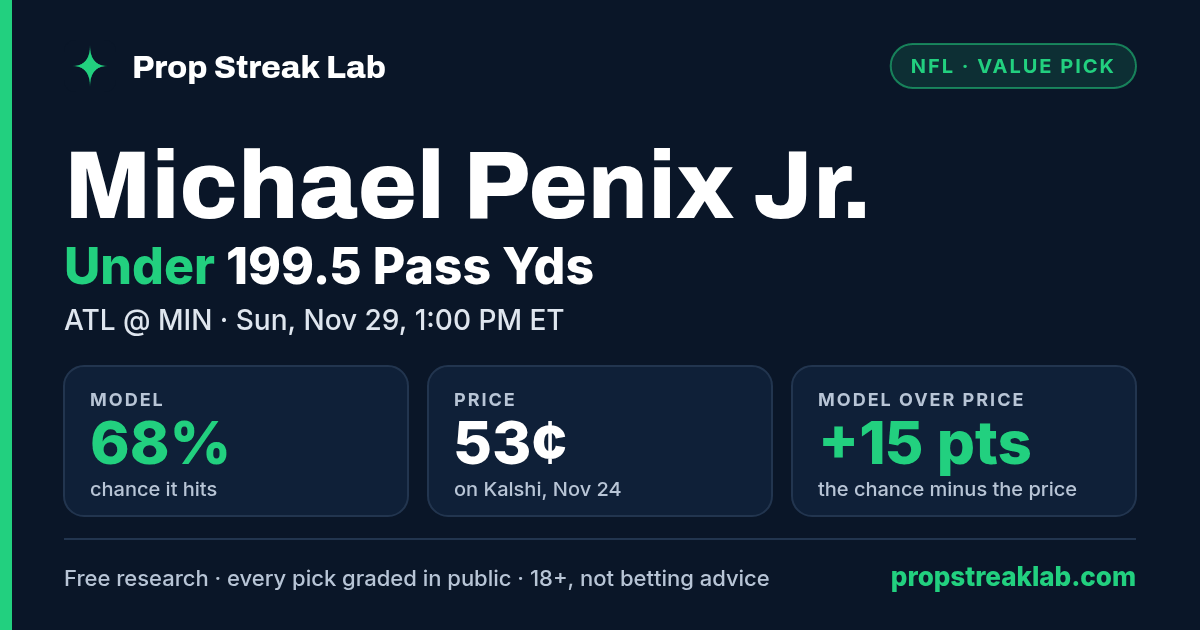 Prop Streak Lab
NFL · VALUE PICK
Michael Penix Jr.
Under 199.5 Pass Yds
ATL @ MIN · Sun, Nov 29, 1:00 PM ET
MODEL
68%
chance it hits
PRICE
53¢
on Kalshi, Nov 24
MODEL OVER PRICE
+15 pts
the chance minus the price
Free research · every pick graded in public · 18+, not betting advice
propstreaklab.com